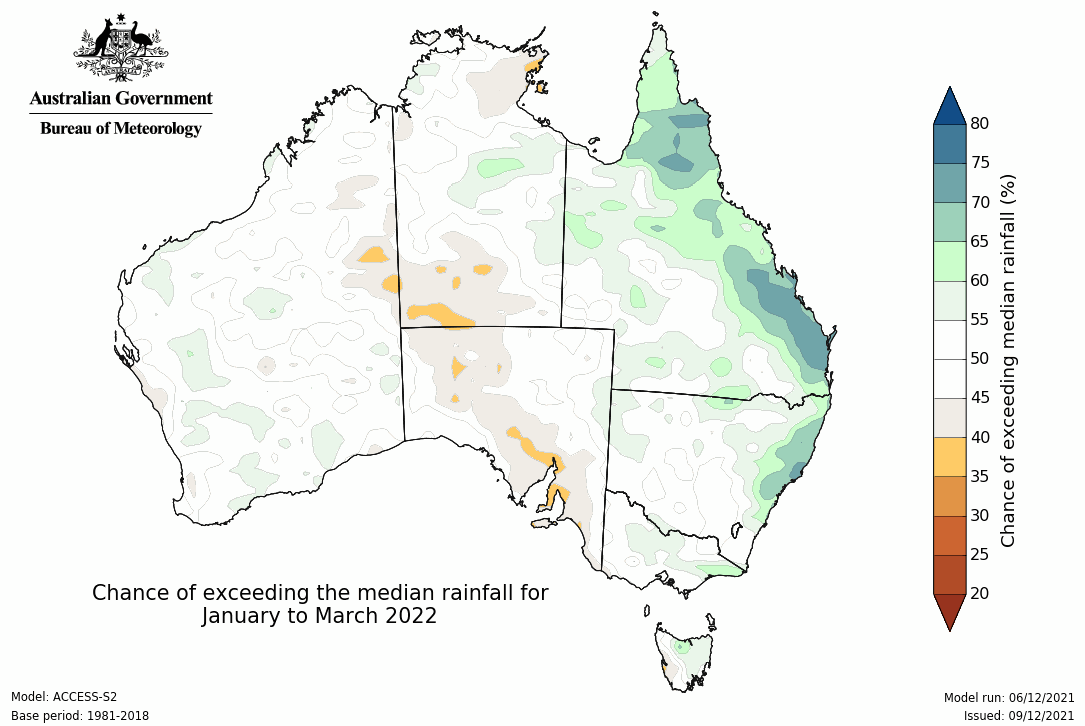 AUSTRALIA
Australian Government
Bureau of Meteorology
80
75
70
65
60
55
50
45
40
35
30
25
20
Chance of exceeding median rainfall (%)
Chance of exceeding the median rainfall for
January to March 2022
Model: ACCESS-S2
Base period: 1981-2018
Model run: 06/12/2021
Issued: 09/12/2021